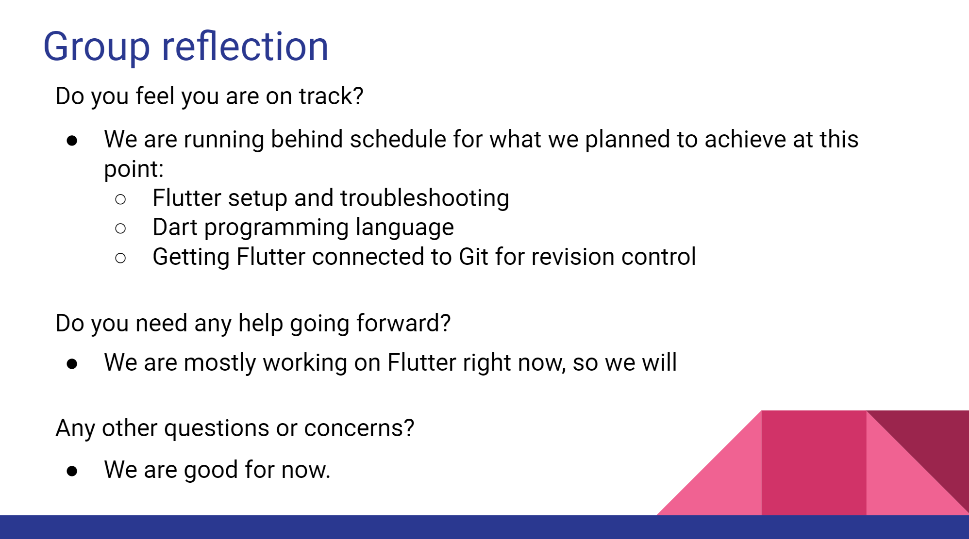 Group reflection
Do you feel you are on track?
● We are running behind schedule for what we planned to achieve at this
point:
○ Flutter setup and troubleshooting
○ Dart programming language
○ Getting Flutter connected to Git for revision control
Do you need any help going forward?
● We are mostly working on Flutter right now, so we will
Any other questions or concerns?
● We are good for now.